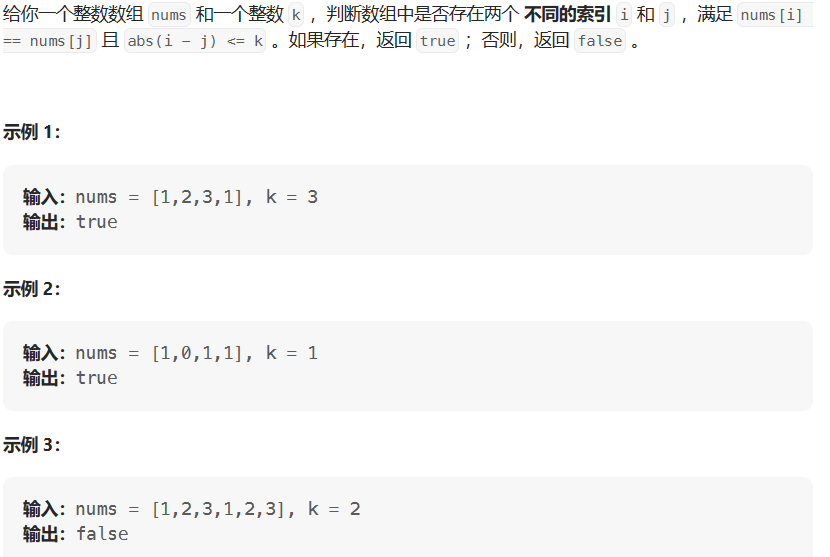 给你一个整数数组 nums 和一个整数 k ，判断数组中是否存在两个 不同的索引 i 和 j ，满足 nums[i]
== nums[j] 且 abs(i - j) <= k 。如果存在，返回 true ；否则，返回 false 。
示例 1：
输入：nums = [1,2,3,1], k = 3
输出：true
示例 2：
输入：nums = [1,0,1,1], k = 1
输出：true
示例 3：
输入：nums = [1,2,3,1,2,3], k = 2
输出：false